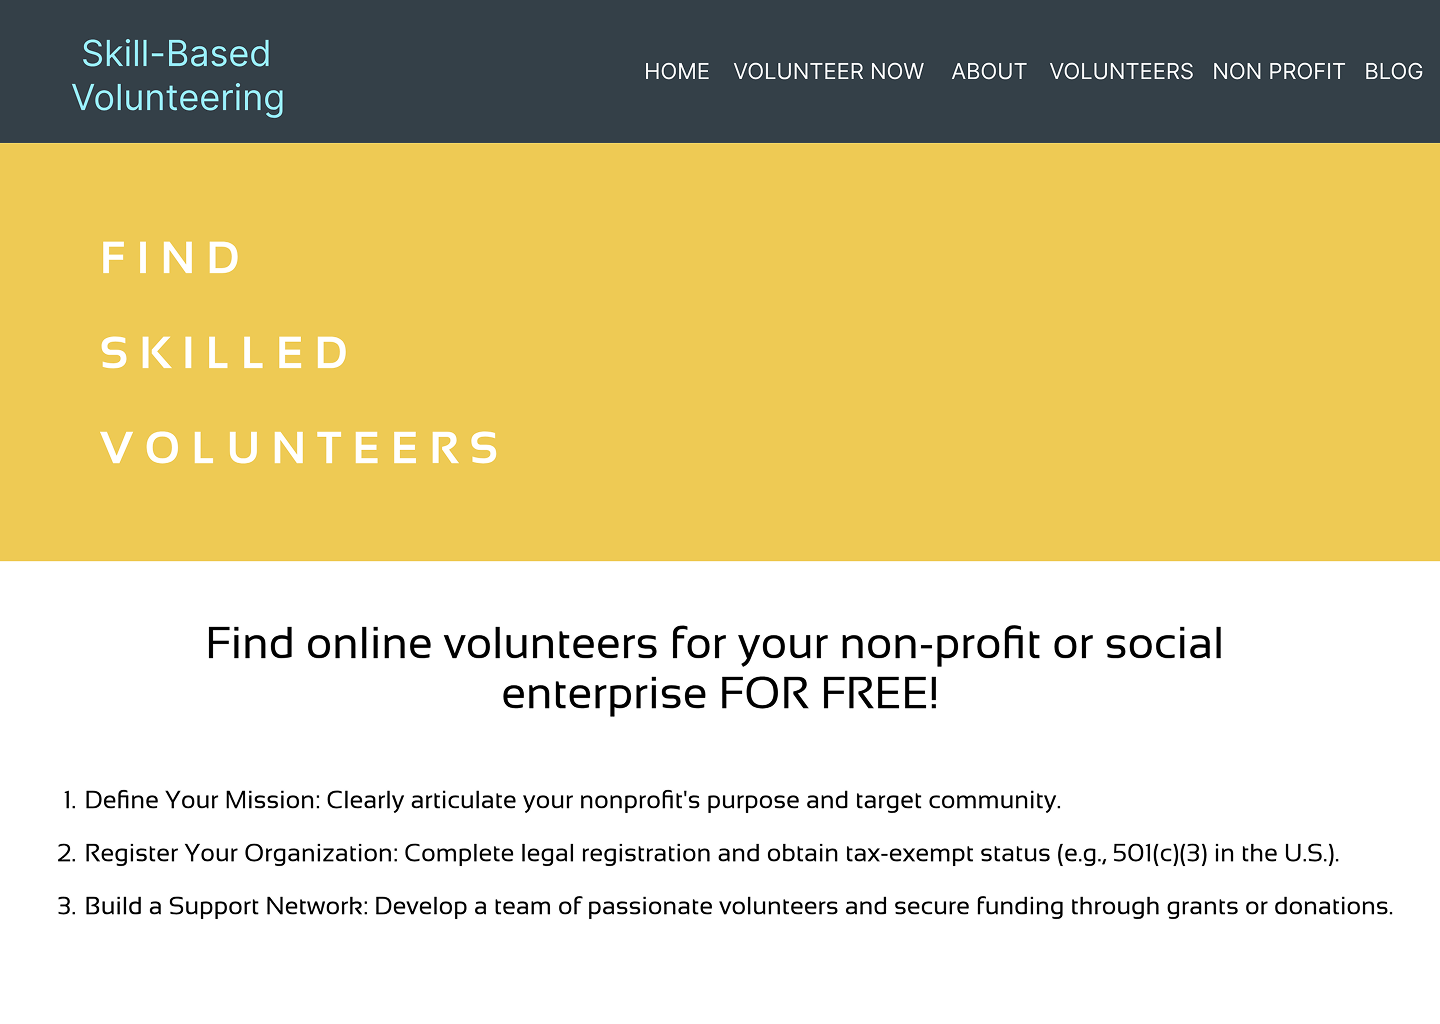 Skill-Based
Volunteering
HOME VOLUNTEER NOW ABOUT VOLUNTEERS NON PROFIT BLOG
FIND
SKILLED
VOLUNTEERS
Find online volunteers for your non-profit or social
enterprise FOR FREE!
1. Define Your Mission: Clearly articulate your nonprofit's purpose and target community.
2. Register Your Organization: Complete legal registration and obtain tax-exempt status (e.g., 501(c)(3) in the U.S.).
3. Build a Support Network: Develop a team of passionate volunteers and secure funding through grants or donations.